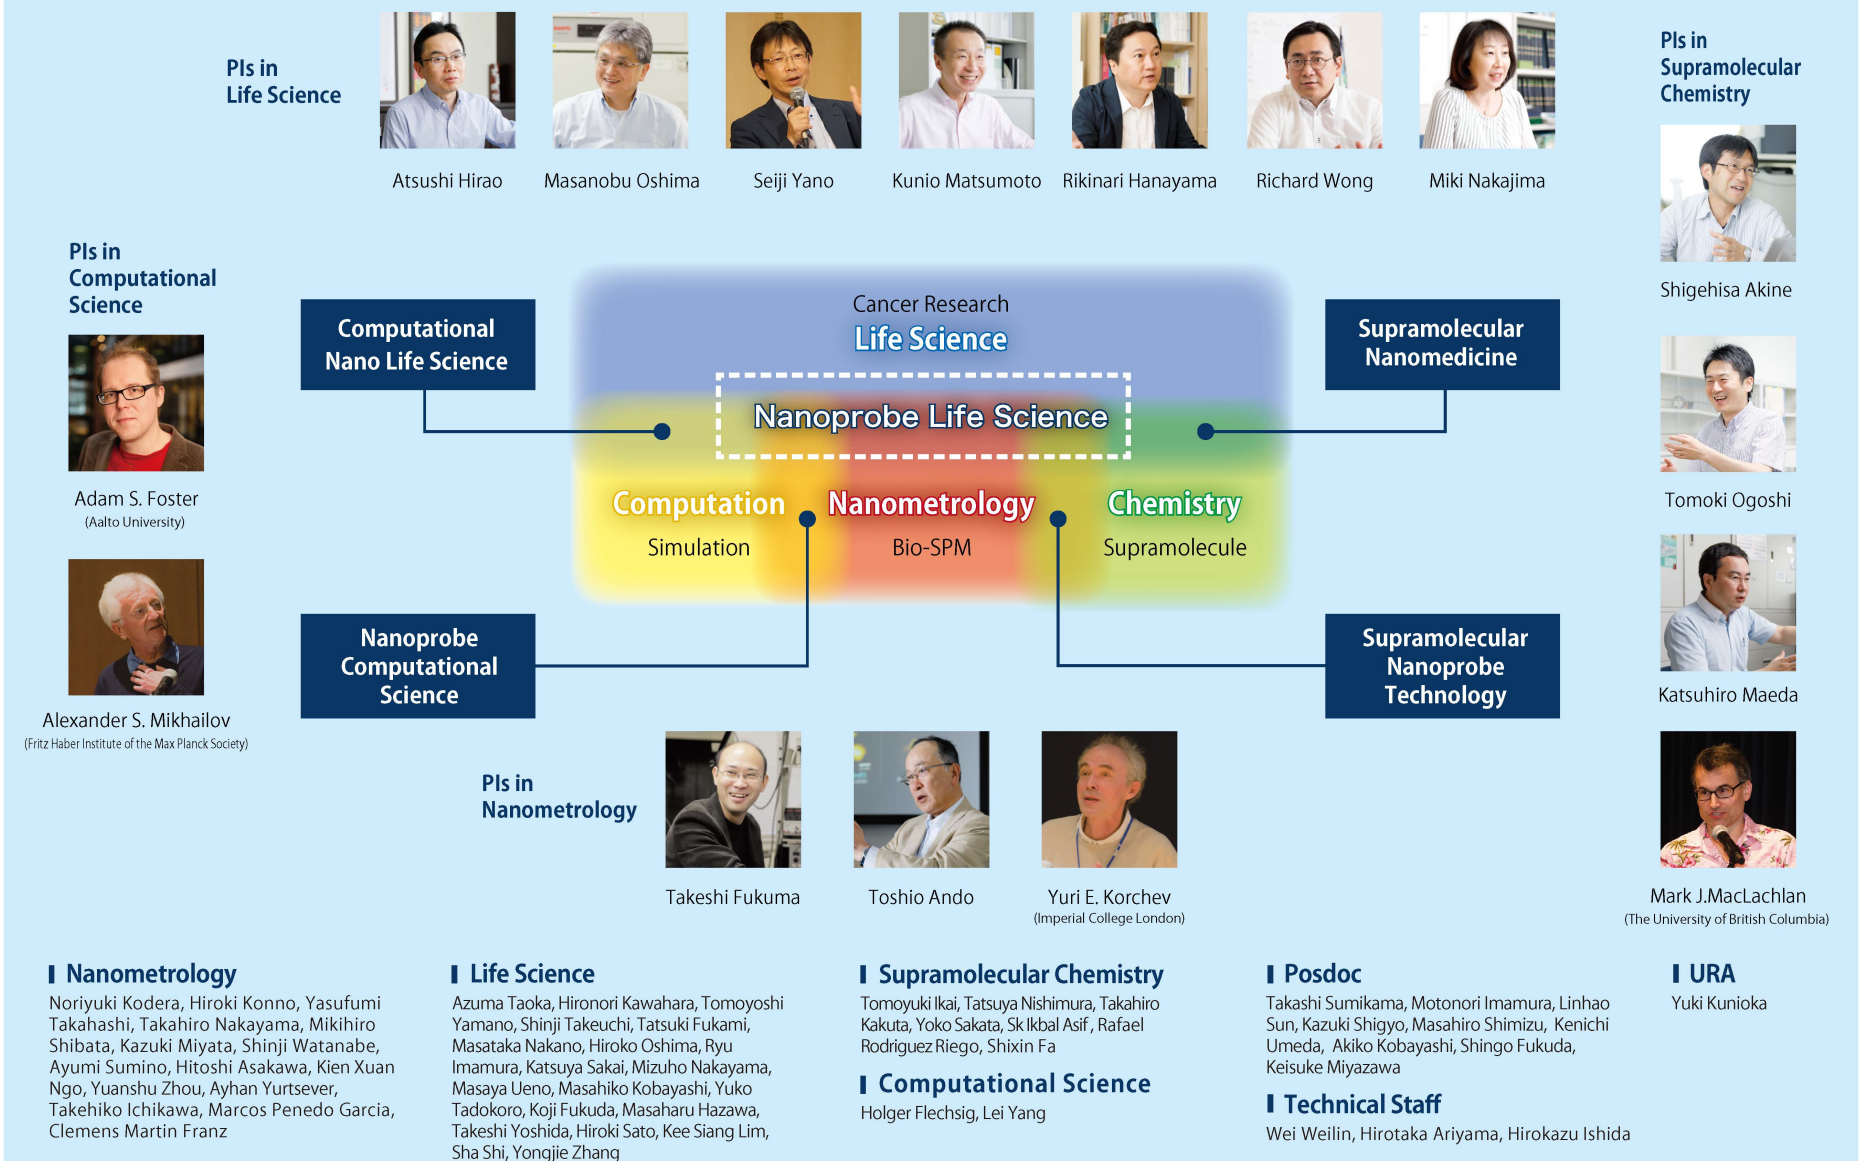 PIs in
Life Science
Atsushi Hirao
Masanobu Oshima
Seiji Yano
Kunio Matsumoto
Rikinari Hanayama
Richard Wong
Miki Nakajima
PIs in
Supramolecular
Chemistry
Shigehisa Akine
Tomoki Ogoshi
Katsuhiro Maeda
Mark J.MacLachlan
(The University of British Columbia)
PIs in
Computational
Science
Adam S. Foster
(Aalto University)
Alexander S. Mikhailov
(Fritz Haber Institute of the Max Planck Society)
Computational
Nano Life Science
Cancer Research
Life Science
Nanoprobe Life Science
Computation
Simulation
Nanometrology
Bio-SPM
Chemistry
Supramolecule
Supramolecular
Nanomedicine
Nanoprobe
Computational
Science
Supramolecular
Nanoprobe
Technology
PIs in
Nanometrology
Takeshi Fukuma
Toshio Ando
Yuri E. Korchev
(Imperial College London)
Nanometrology
Noriyuki Kodera, Hiroki Konno, Yasufumi
Takahashi, Takahiro Nakayama, Mikihiro
Shibata, Kazuki Miyata, Shinji Watanabe,
Ayumi Sumino, Hitoshi Asakawa, Kien Xuan
Ngo, Yuanshu Zhou, Ayhan Yurtsever,
Takehiko Ichikawa, Marcos Penedo Garcia,
Clemens Martin Franz
Life Science
Azuma Taoka, Hironori Kawahara, Tomoyoshi
Yamano, Shinji Takeuchi, Tatsuki Fukami,
Masataka Nakano, Hiroko Oshima, Ryu
Imamura, Katsuya Sakai, Mizuho Nakayama,
Masaya Ueno, Masahiko Kobayashi, Yuko
Tadokoro, Koji Fukuda, Masaharu Hazawa,
Takeshi Yoshida, Hiroki Sato, Kee Siang Lim,
Sha Shi, Yongjie Zhang
Supramolecular Chemistry
Tomoyuki Ikai, Tatsuya Nishimura, Takahiro
Kakuta, Yoko Sakata, Sk Ikbal Asif , Rafael
Rodriguez Riego, Shixin Fa
Computational Science
Holger Flechsig, Lei Yang
Posdoc
Takashi Sumikama, Motonori Imamura, Linhao
Sun, Kazuki Shigyo, Masahiro Shimizu, Kenichi
Umeda, Akiko Kobayashi, Shingo Fukuda,
Keisuke Miyazawa
Technical Staff
Wei Weilin, Hirotaka Ariyama, Hirokazu Ishida
URA
Yuki Kunioka